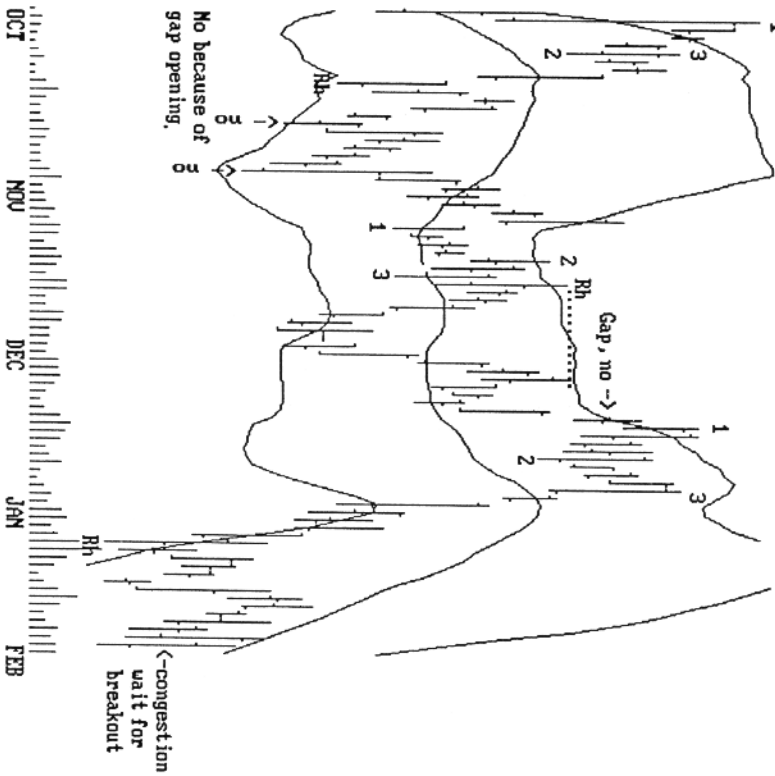 1
1
3
3
Gap, no ->
Rh
2
2
2
3
1
Rh
no ->
no ->
No because of
gap opening.
<-congestion
wait for
breakout
Rh
OCT NOV DEC JAN FEB